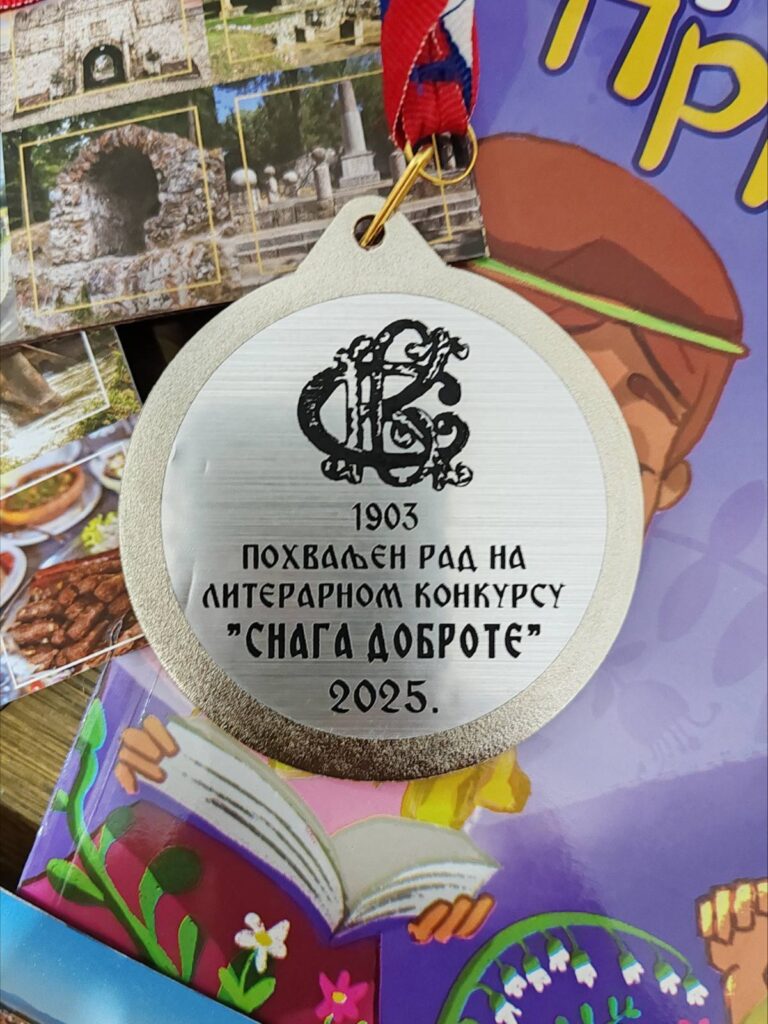 1903
ПОХВАЉЕН РАД НА
ЛИТЕРАРНОМ КОНКУРСУ
"СНАГА ДОБРОТЕ"
2025.